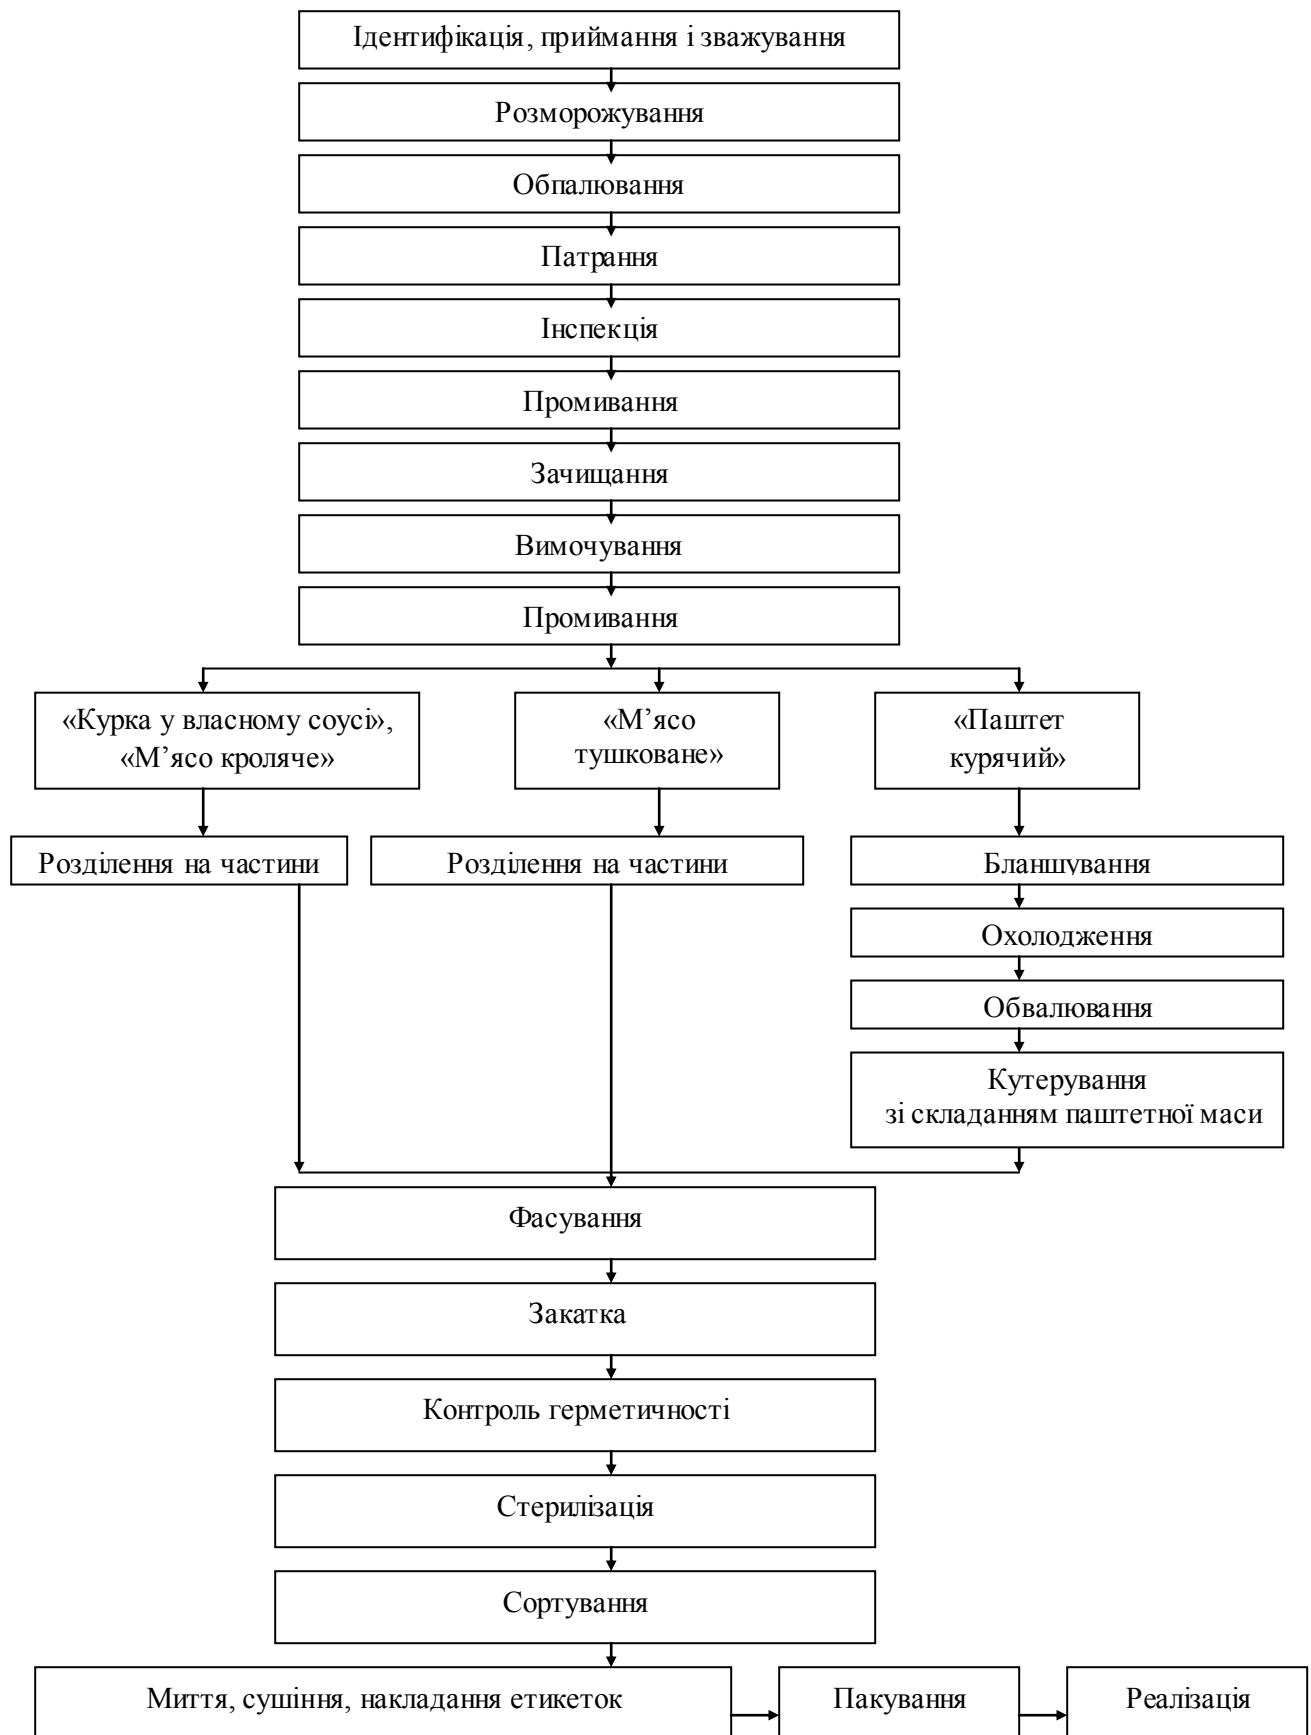 Ідентифікація, приймання і зважування
Розморожування
Обпалювання
Патрання
Інспекція
Промивання
Зачищання
Вимочування
Промивання
«Курка у власному соусі»,
«М’ясо кроляче»
«М’ясо
тушковане»
«Паштет
курячий»
Розділення на частини
Розділення на частини
Бланшування
Охолодження
Обвалювання
Кутерування
зі складанням паштетної маси
Фасування
Закатка
Контроль герметичності
Стерилізація
Сортування
Миття, сушіння, накладання етикеток
Пакування
Реалізація